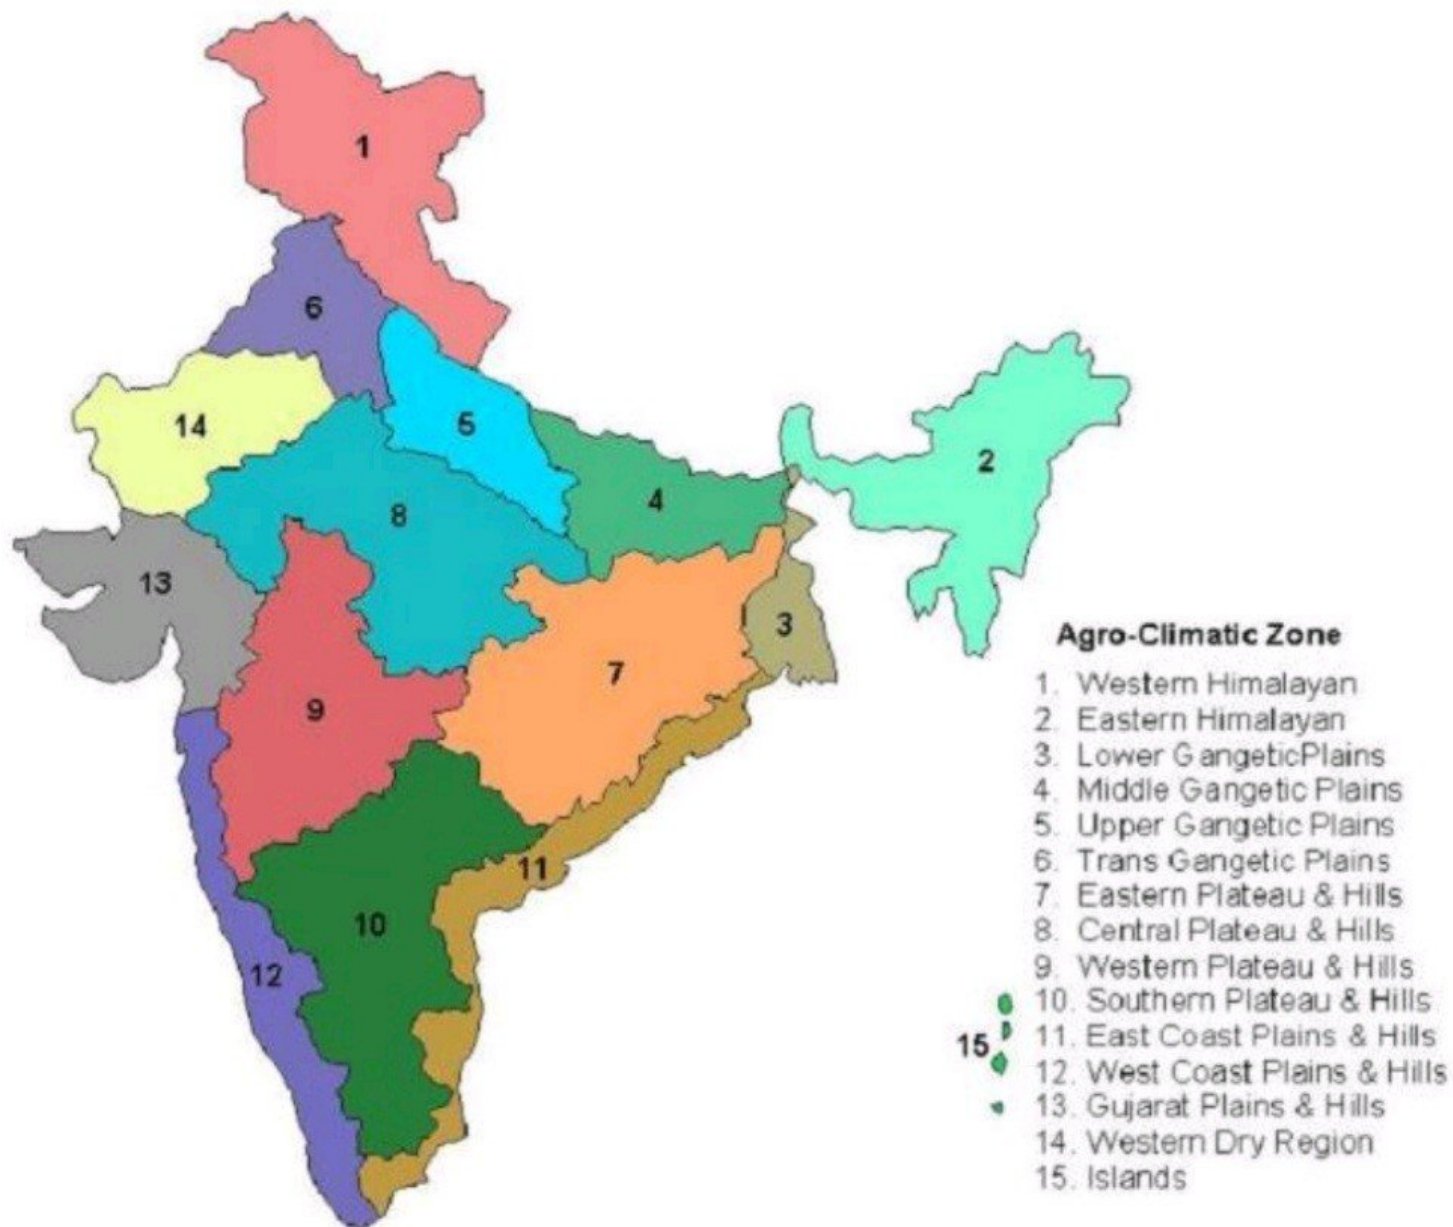 1
6
14
5
2
4
8
13
3
7
9
11
10
12
15
Agro-Climatic Zone
1. Western Himalayan
2. Eastern Himalayan
3. Lower GangeticPlains
4. Middle Gangetic Plains
5. Upper Gangetic Plains
6. Trans Gangetic Plains
7. Eastern Plateau & Hills
8. Central Plateau & Hills
9. Western Plateau & Hills
10. Southern Plateau & Hills
11. East Coast Plains & Hills
12. West Coast Plains & Hills
13. Gujarat Plains & Hills
14. Western Dry Region
15. Islands